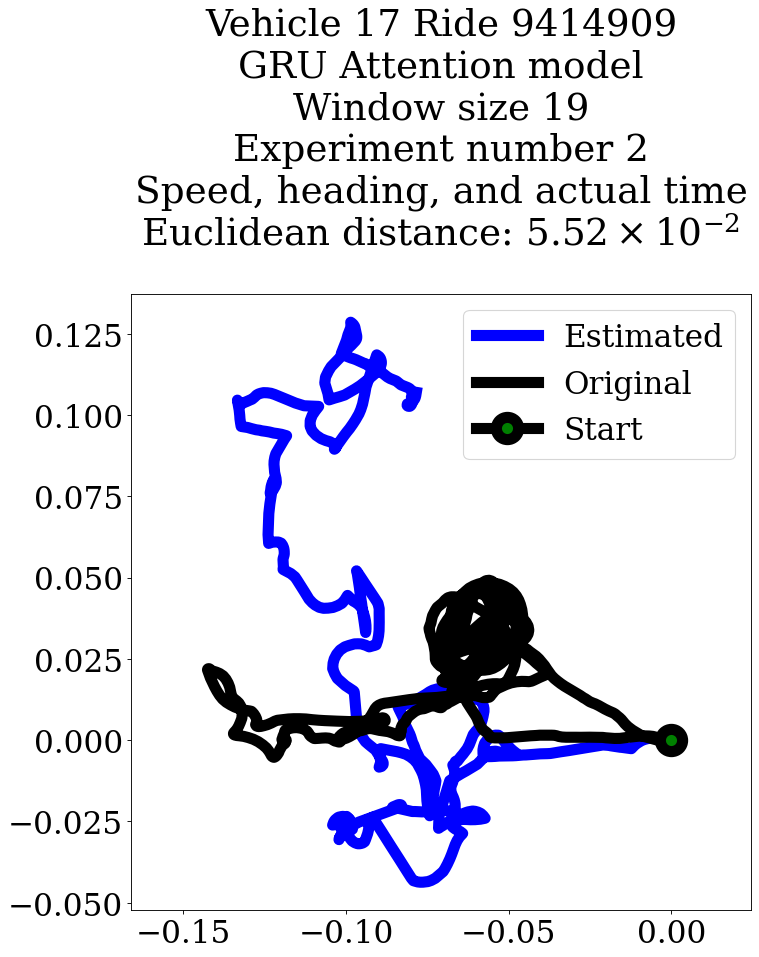 Vehicle 17 Ride 9414909
GRU Attention model
Window size 19
Experiment number 2
Speed, heading, and actual time
Euclidean distance: 5.52 × 10⁻²
Estimated
Original
Start
0.125
0.100
0.075
0.050
0.025
0.000
−0.025
−0.050
−0.15
−0.10
−0.05
0.00